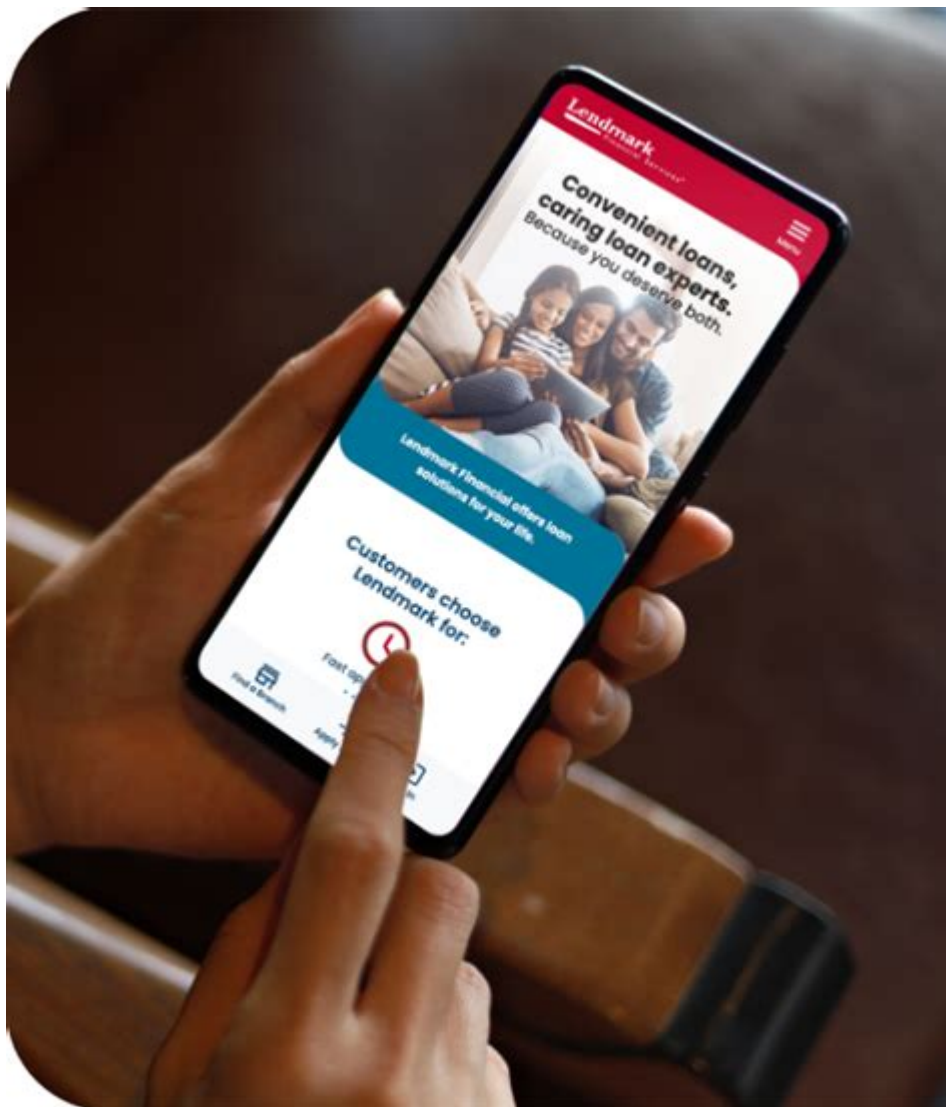 Lendmark
Financial Services
Menu
Convenient loans,
caring loan experts.
Because you deserve both.
Lendmark Financial offers loan
solutions for your life.
Customers choose
Lendmark for:
Fast
Find a Branch
Apply